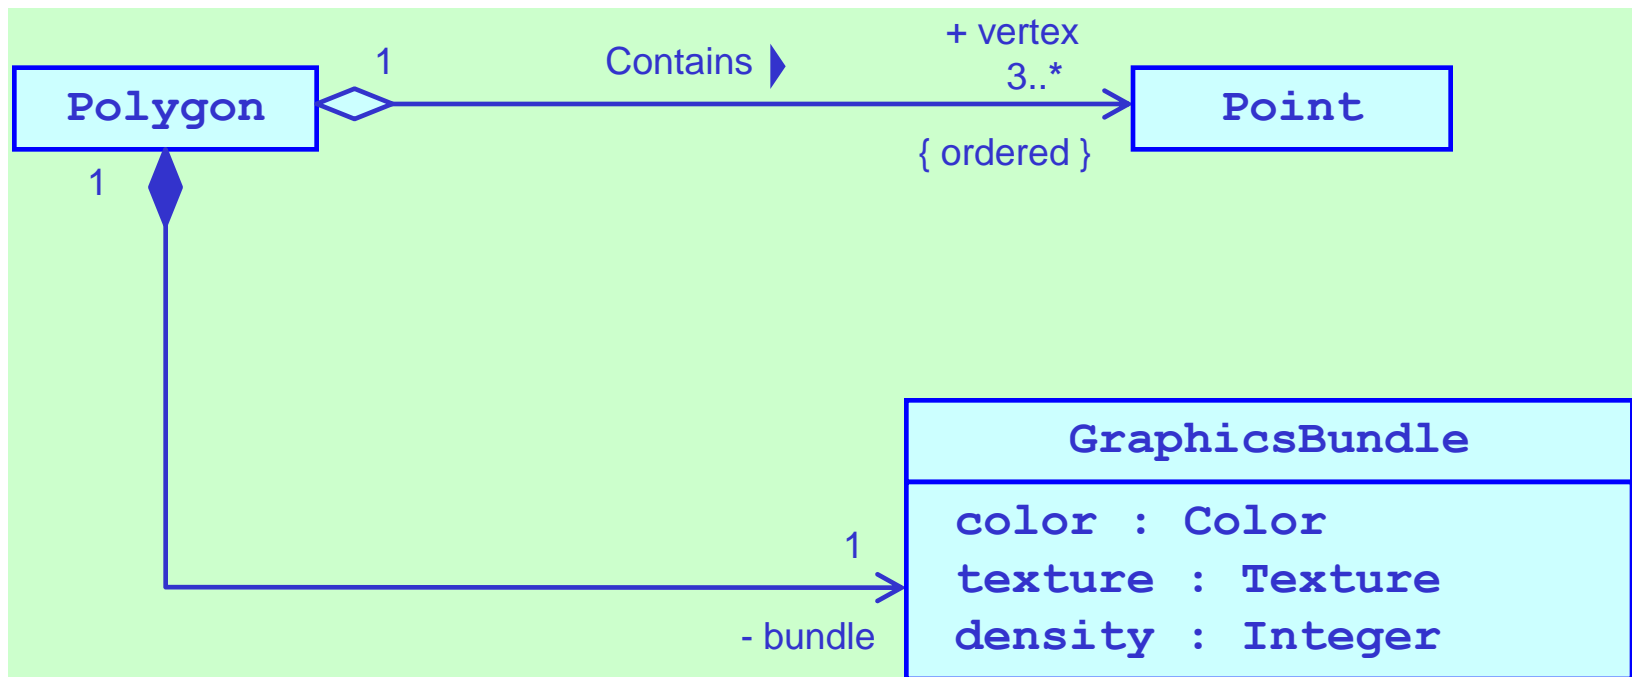 + vertex
1
Contains
3..*
Polygon
Point
{ ordered }
1
GraphicsBundle
color : Color
1
texture : Texture
- bundle
density : Integer